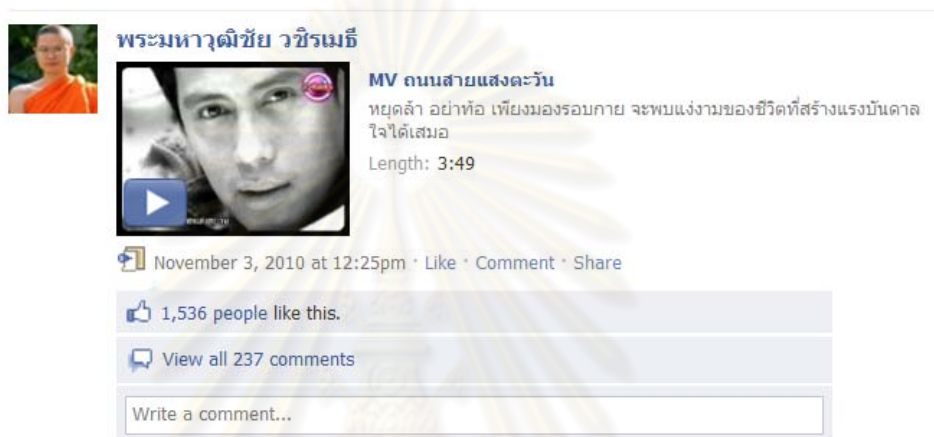 พระมหาวุฒิชัย วชิรเมธี
MV ถนนสายแสงตะวัน
หยุดล้า อย่าท้อ เพียงมองรอบกาย จะพบแง่งามของชีวิตที่สร้างแรงบันดาล
ใจได้เสมอ
Length: 3:49
November 3, 2010 at 12:25pm · Like · Comment · Share
1,536 people like this.
View all 237 comments
Write a comment...